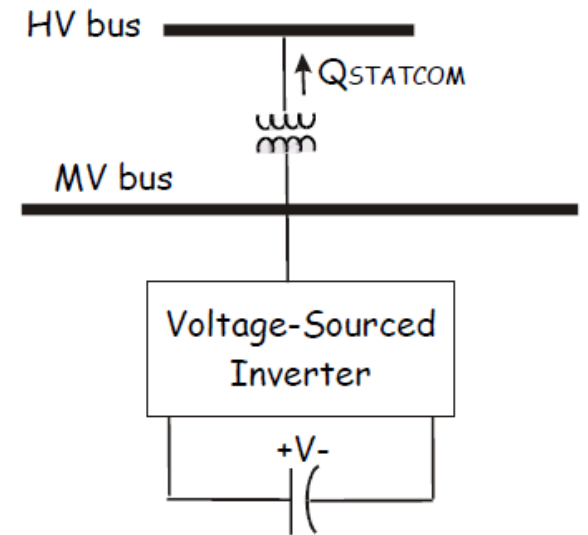 HV bus
QSTATCOM
MV bus
Voltage-Sourced
Inverter
+V-